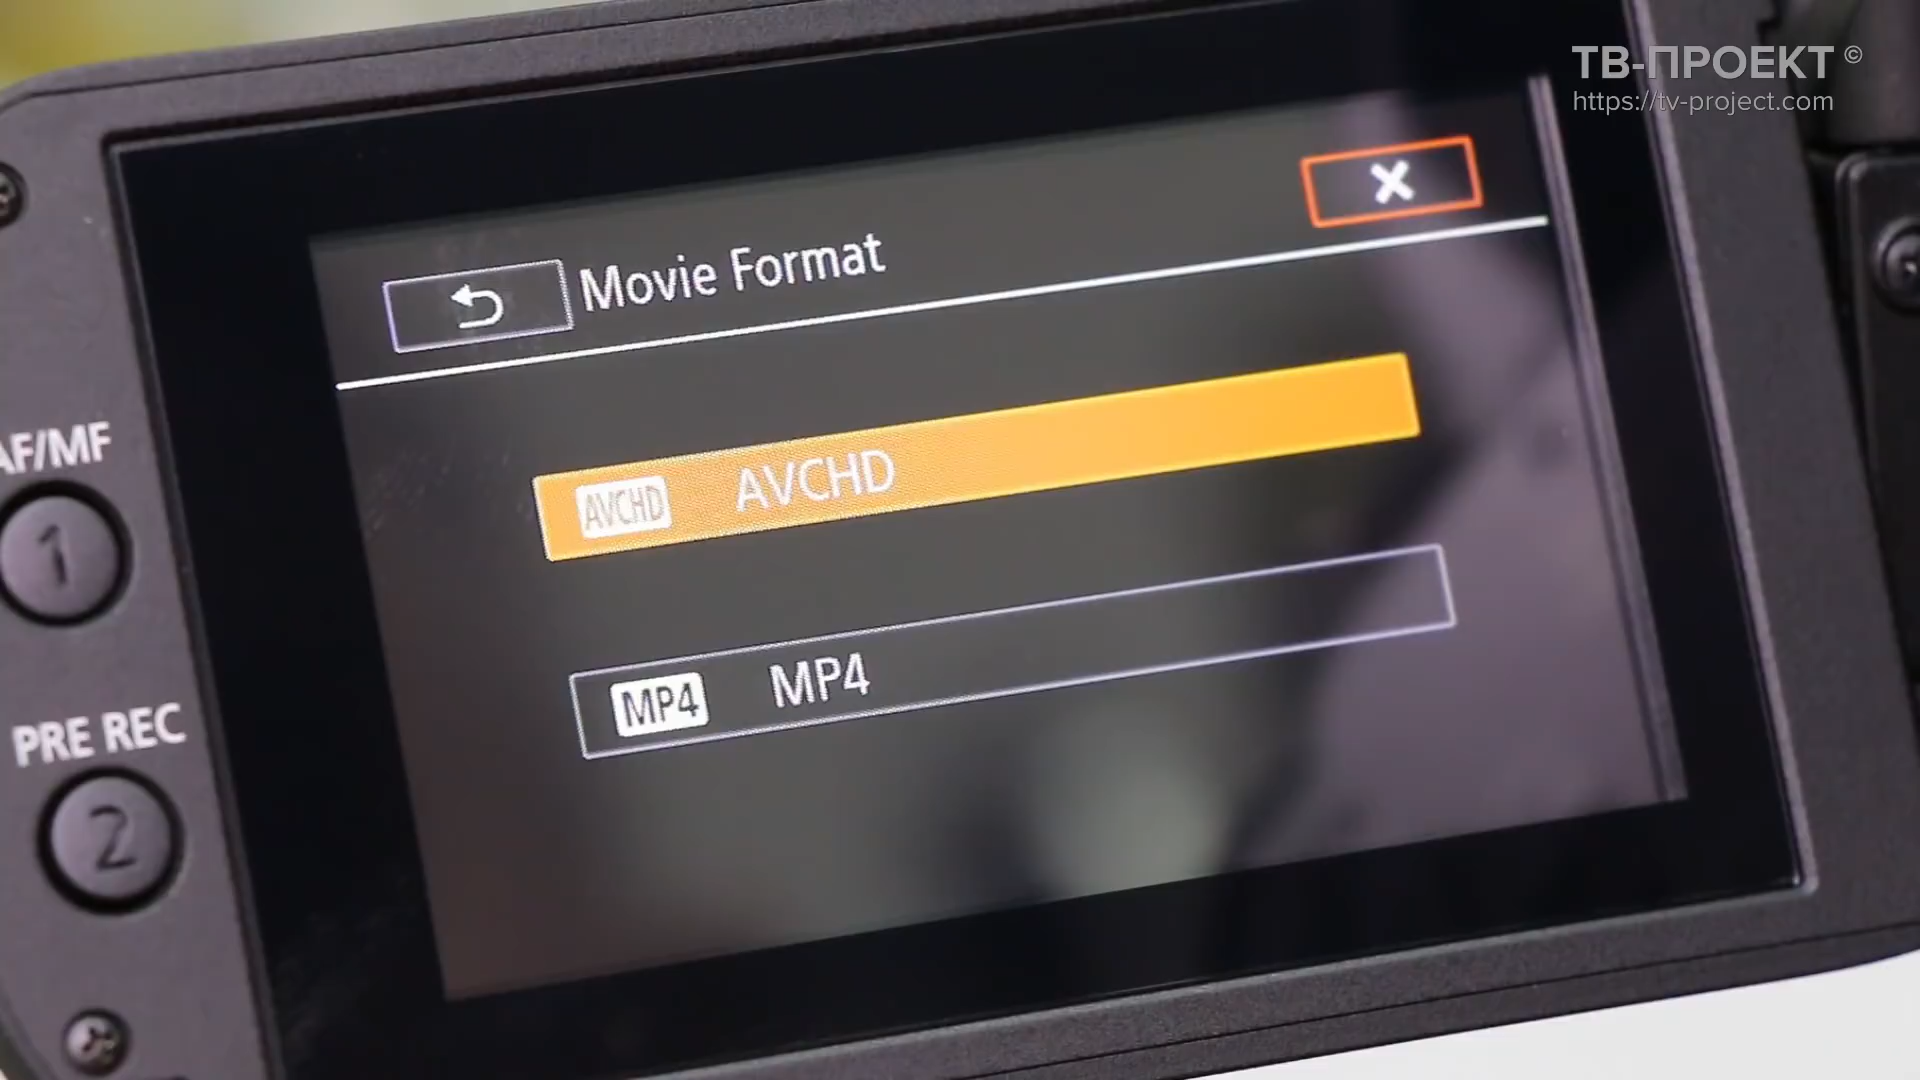 ТВ-ПРОЕКТ ©
https://tv-project.com
Movie Format
AVCHD AVCHD
MP4 MP4
AF/MF
1
PRE REC
2